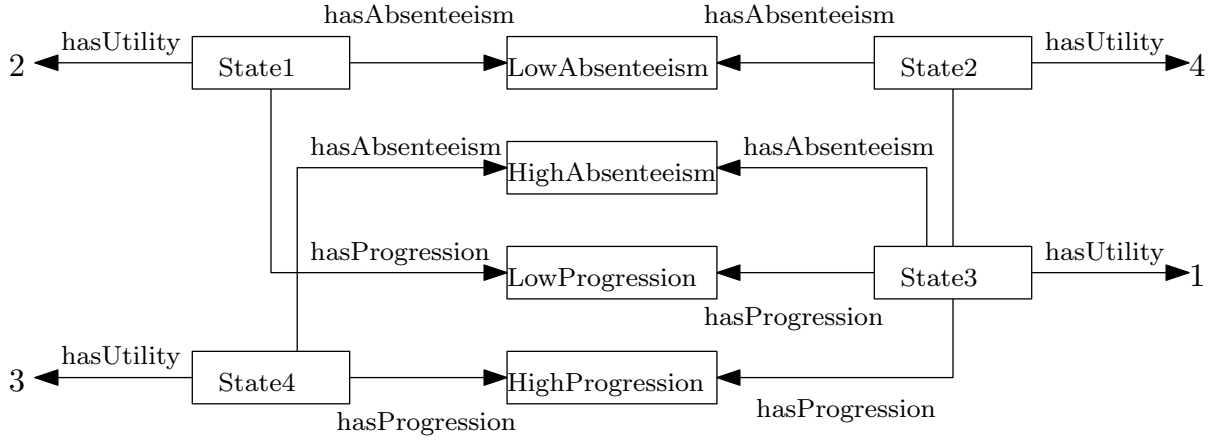 hasAbsenteeism hasAbsenteeism
hasUtility hasUtility
2 State1 LowAbsenteeism State2 4
hasAbsenteeism hasAbsenteeism
HighAbsenteeism
hasProgression hasUtility
LowProgression State3 1
hasProgression
hasUtility
3 State4 HighProgression
hasProgression hasProgression